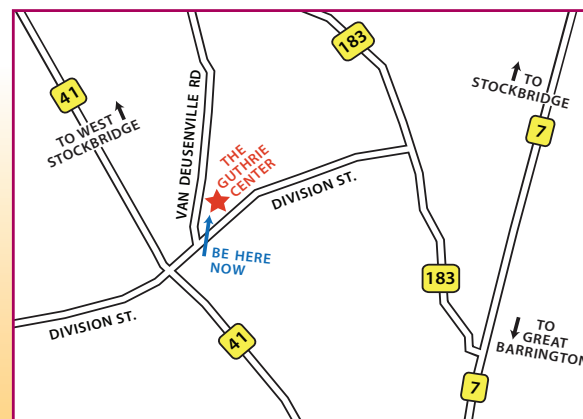 183
41
TO
STOCKBRIDGE
7
TO WEST
STOCKBRIDGE
VAN DEUSENVILLE RD
THE
GUTHRIE
CENTER
DIVISION ST.
BE HERE
NOW
183
DIVISION ST.
41
TO
GREAT
BARRINGTON
7